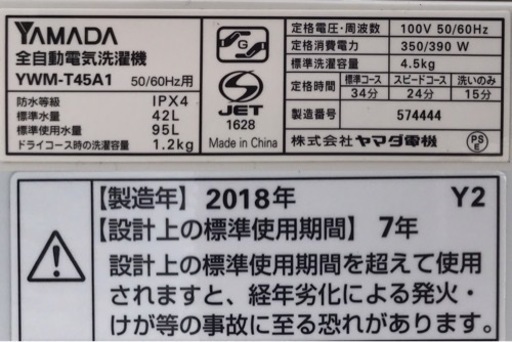 YAMADA
全自動電気洗濯機
YWM-T45A1 50/60Hz用
防水等級 IPX4
標準水量 42L
標準使用水量 95L
ドライコース時の洗濯容量 1.2kg
G
S
JET
1628
Made in China
定格電圧・周波数 100V 50/60Hz
定格消費電力 350/390 W
標準洗濯容量 4.5kg
定格時間 標準コース スピードコース 洗いのみ
34分 24分 15分
製造番号 574444
株式会社 ヤマダ電機
PS
E
【製造年】2018年 Y2
【設計上の標準使用期間】7年
設計上の標準使用期間を超えて使用
されますと、経年劣化による発火・
けが等の事故に至る恐れがあります。